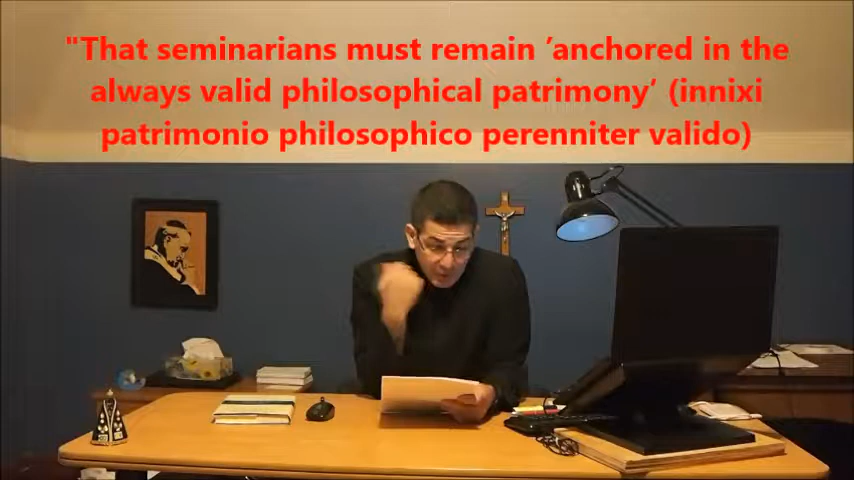 "That seminarians must remain 'anchored in the
always valid philosophical patrimony' (innixi
patrimonio philosophico perenniter valido)